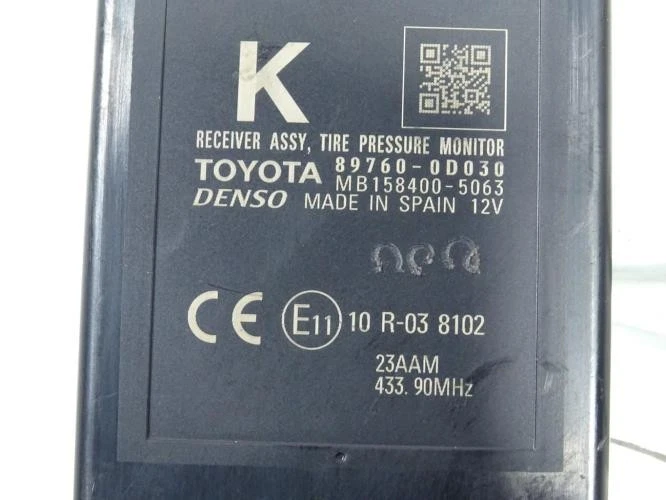 K
RECEIVER ASSY, TIRE PRESSURE MONITOR
TOYOTA 89760-0D030
MB158400-5063
DENSO MADE IN SPAIN 12V
CE E11 10 R-03 8102
23AAM
433.90MHz